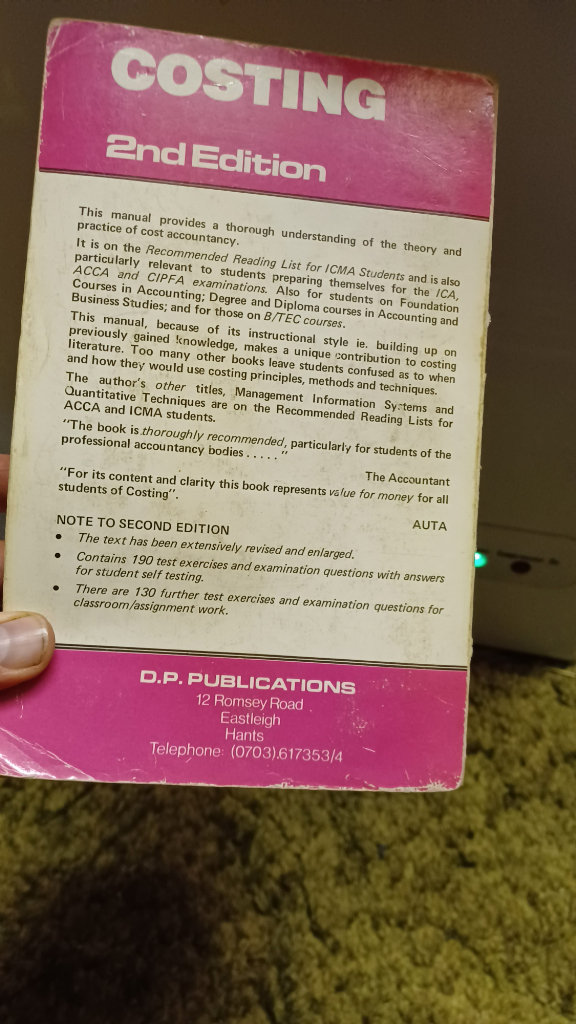 COSTING
2nd Edition
This manual provides a thorough understanding of the theory and
practice of cost accountancy.
It is on the Recommended Reading List for ICMA Students and is also
particularly relevant to students preparing themselves for the ICA,
ACCA and CIPFA examinations. Also for students on Foundation
Courses in Accounting; Degree and Diploma courses in Accounting and
Business Studies; and for those on B/TEC courses.
This manual, because of its instructional style ie. building up on
previously gained knowledge, makes a unique contribution to costing
literature. Too many other books leave students confused as to when
and how they would use costing principles, methods and techniques.
The author's other titles, Management Information Systems and
Quantitative Techniques are on the Recommended Reading Lists for
ACCA and ICMA students.
"The book is thoroughly recommended, particularly for students of the
professional accountancy bodies ....."
The Accountant
"For its content and clarity this book represents value for money for all
students of Costing".
AUTA
NOTE TO SECOND EDITION
• The text has been extensively revised and enlarged.
• Contains 190 test exercises and examination questions with answers
for student self testing.
• There are 130 further test exercises and examination questions for
classroom/assignment work.
D.P. PUBLICATIONS
12 Romsey Road
Eastleigh
Hants
Telephone: (0703).617353/4